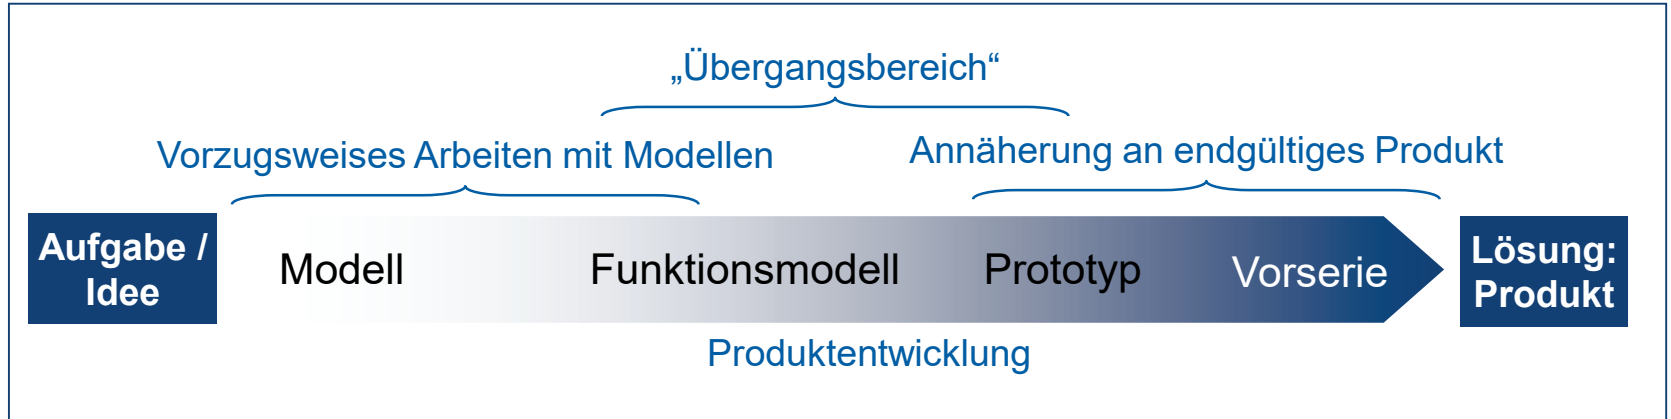 „Übergangsbereich“
Vorzugsweises Arbeiten mit Modellen
Annäherung an endgültiges Produkt
Aufgabe /
Idee
Modell
Funktionsmodell
Prototyp
Vorserie
Lösung:
Produkt
Produktentwicklung